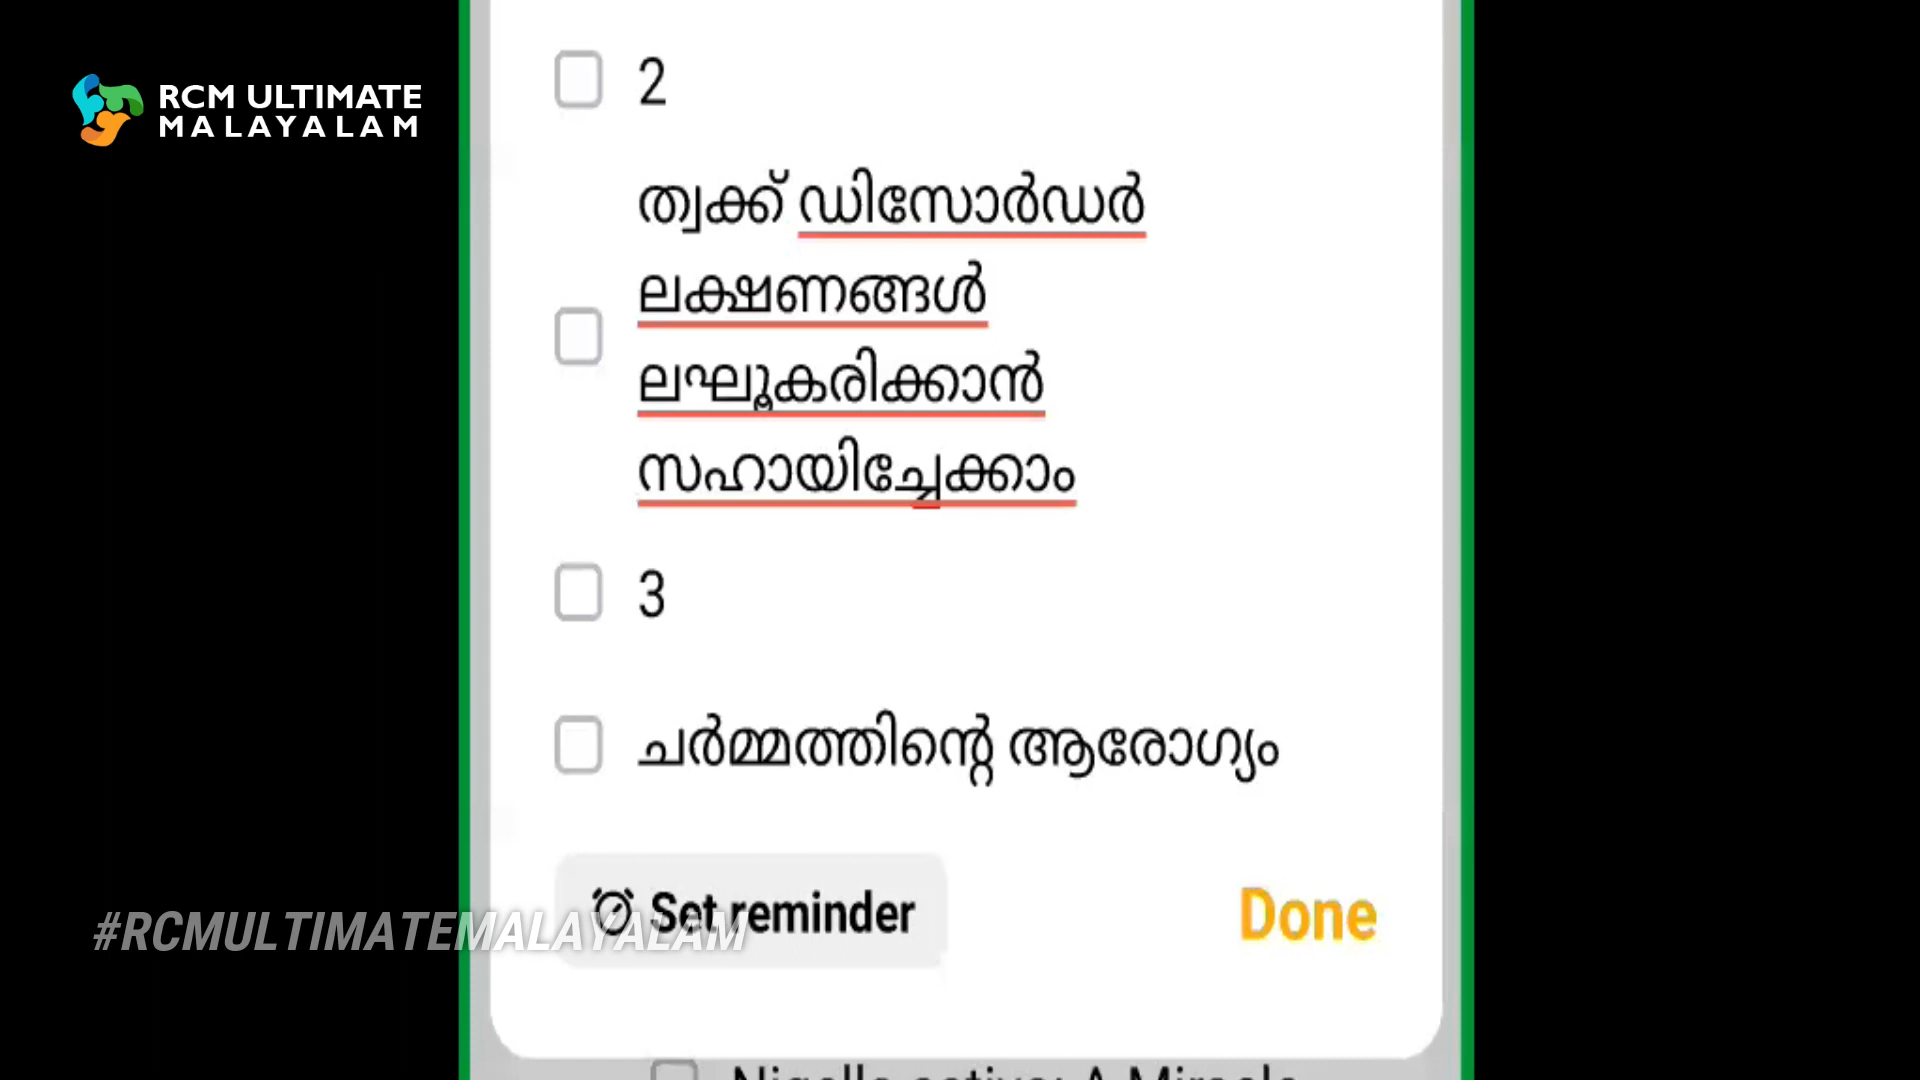 RCM ULTIMATE
MALAYALAM
2
ത്വക്ക് ഡിസോർഡർ
ലക്ഷണങ്ങൾ
ലഘൂകരിക്കാൻ
സഹായിച്ചേക്കാം
3
ചർമ്മത്തിന്റെ ആരോഗ്യം
Set reminder
Done
#RCMULTIMATEMALAYALAM